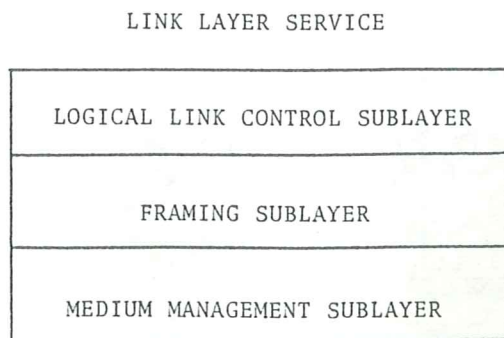 LINK LAYER SERVICE
LOGICAL LINK CONTROL SUBLAYER
FRAMING SUBLAYER
MEDIUM MANAGEMENT SUBLAYER